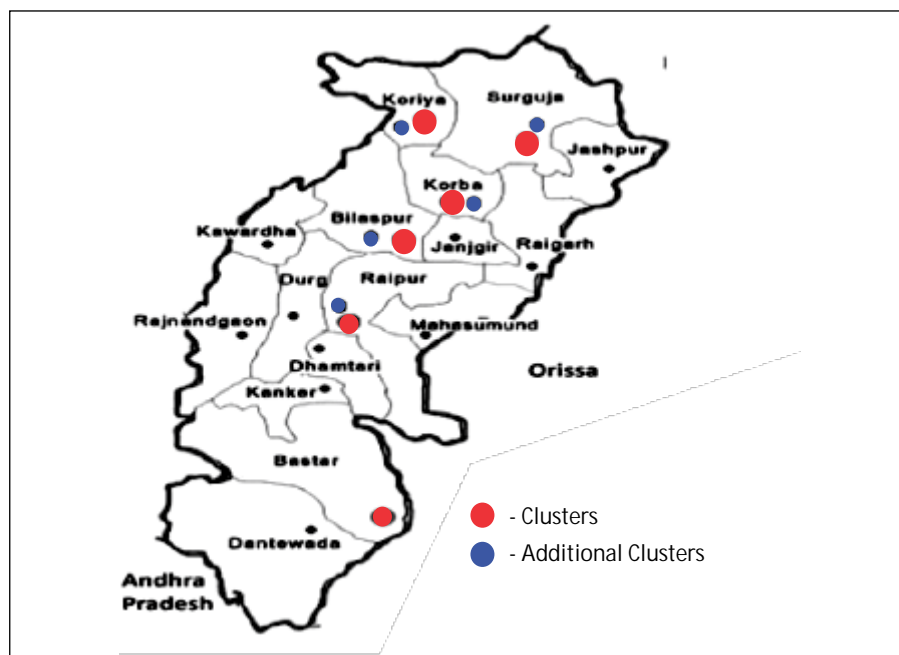 Koriya
Surguja
Jashpur
Korba
Bilaspur
Kawardha
Janjgir
Raigarh
Durg
Raipur
Rajnandgaon
Mahasumund
Dhamtari
Orissa
Kanker
Bastar
- Clusters
Dantewada
- Additional Clusters
Andhra
Pradesh